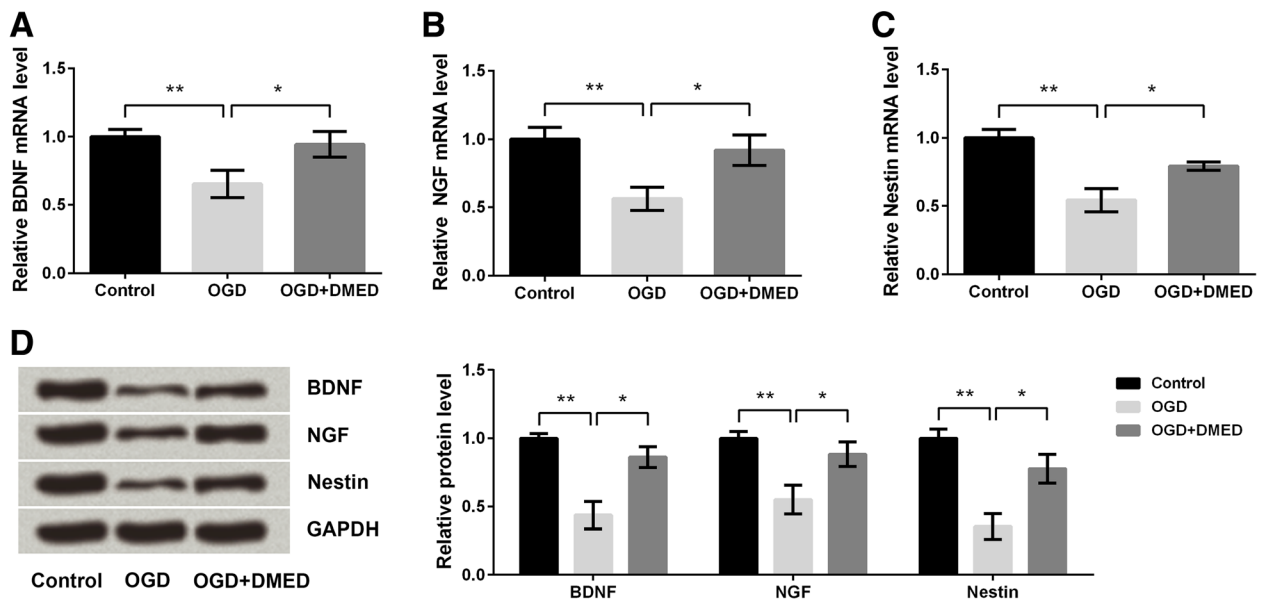 A
B
C
Relative BDNF mRNA level
1.5
1.0
0.5
0.0
**
*
Control
OGD
OGD+DMED
Relative NGF mRNA level
1.5
1.0
0.5
0.0
**
*
Control
OGD
OGD+DMED
Relative Nestin mRNA level
1.5
1.0
0.5
0.0
**
*
Control
OGD
OGD+DMED
D
BDNF
NGF
Nestin
GAPDH
Control
OGD
OGD+DMED
Relative protein level
1.5
1.0
0.5
0.0
**
*
**
*
**
*
BDNF
NGF
Nestin
Control
OGD
OGD+DMED